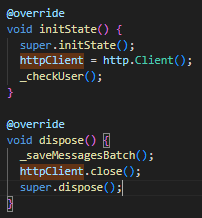 @override
void initState() {
super.initState();
httpClient = http.Client();
_checkUser();
}
@override
void dispose() {
_saveMessagesBatch();
httpClient.close();
super.dispose();
}